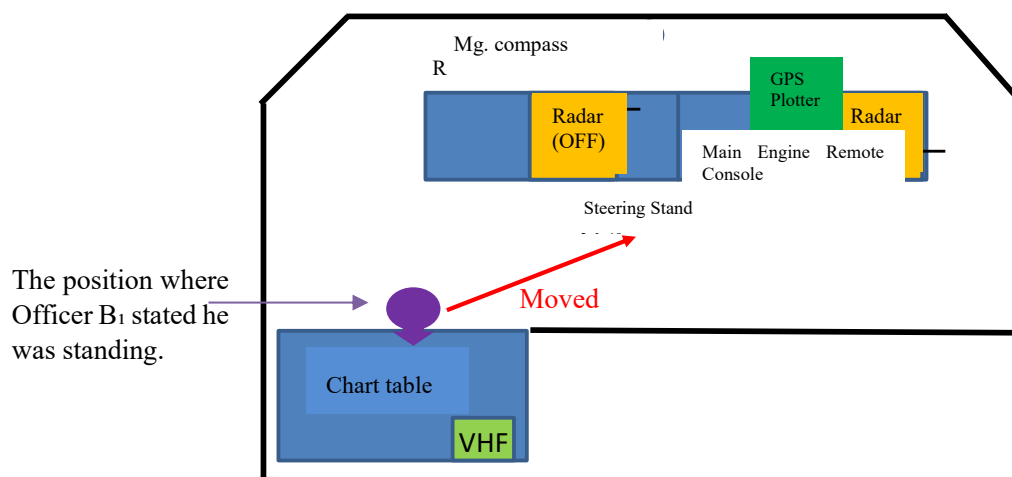 Mg. compass
R
GPS
Plotter
Radar
(OFF)
Radar
Main Engine Remote
Console
Steering Stand
The position where
Officer B₁ stated he
was standing.
Moved
Chart table
VHF